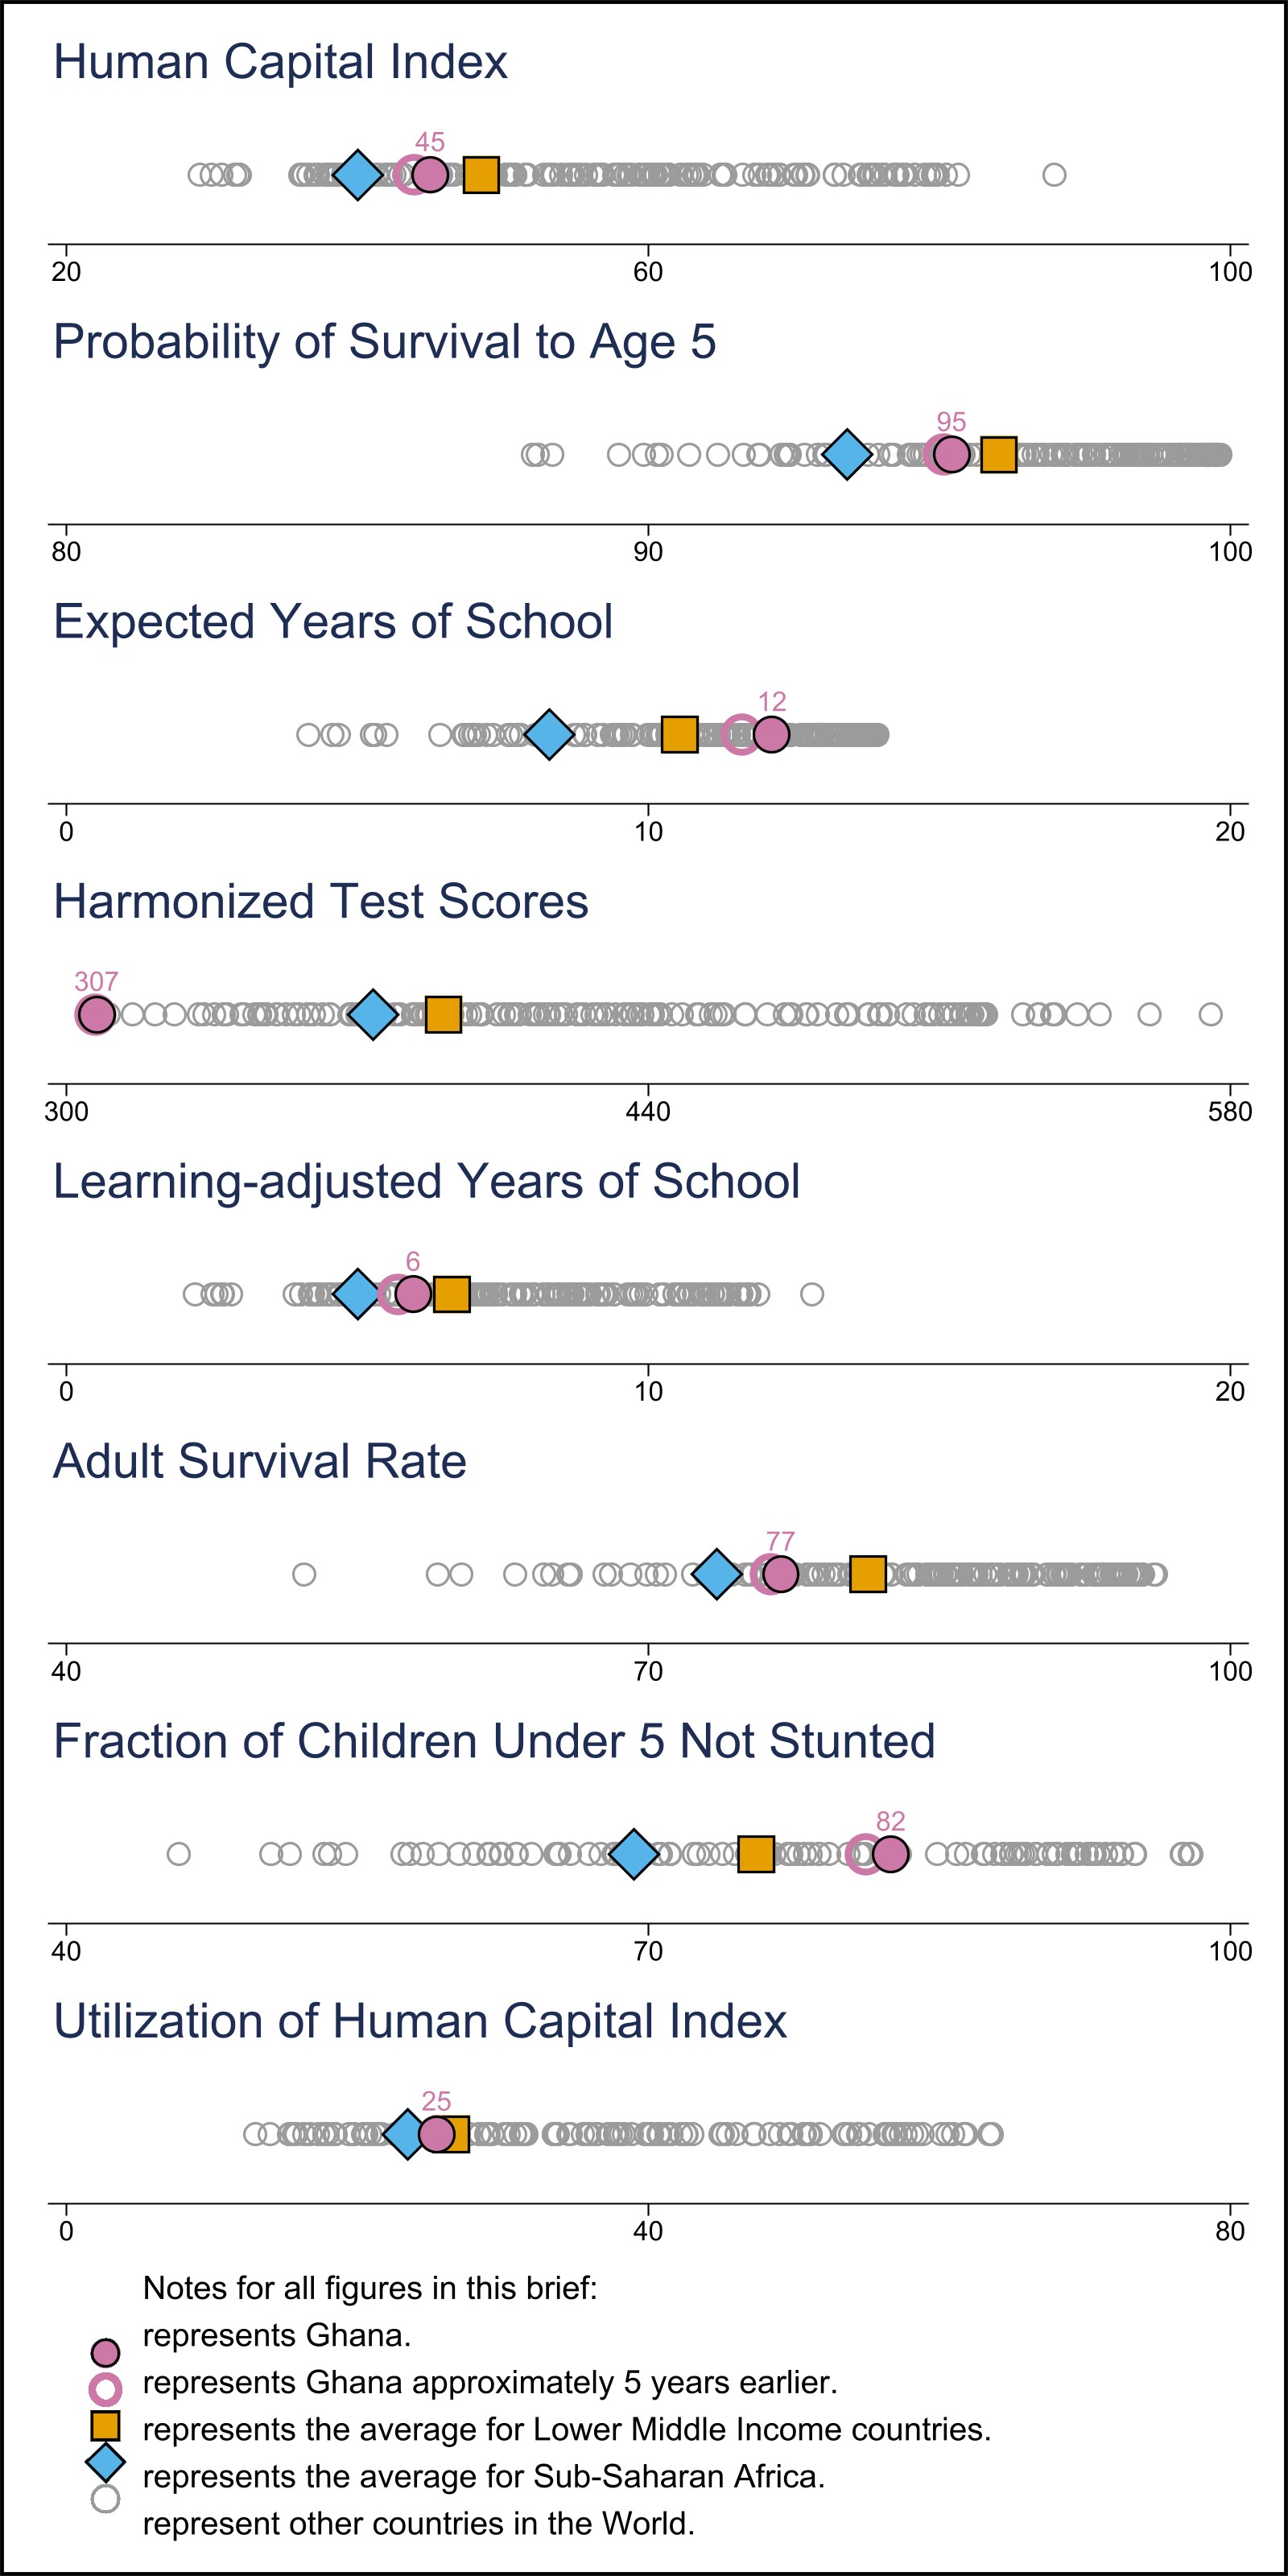 Human Capital Index
45
20 60 100
Probability of Survival to Age 5
95
80 90 100
Expected Years of School
12
0 10 20
Harmonized Test Scores
307
300 440 580
Learning-adjusted Years of School
6
0 10 20
Adult Survival Rate
77
40 70 100
Fraction of Children Under 5 Not Stunted
82
40 70 100
Utilization of Human Capital Index
25
0 40 80
Notes for all figures in this brief:
represents Ghana.
represents Ghana approximately 5 years earlier.
represents the average for Lower Middle Income countries.
represents the average for Sub-Saharan Africa.
represent other countries in the World.